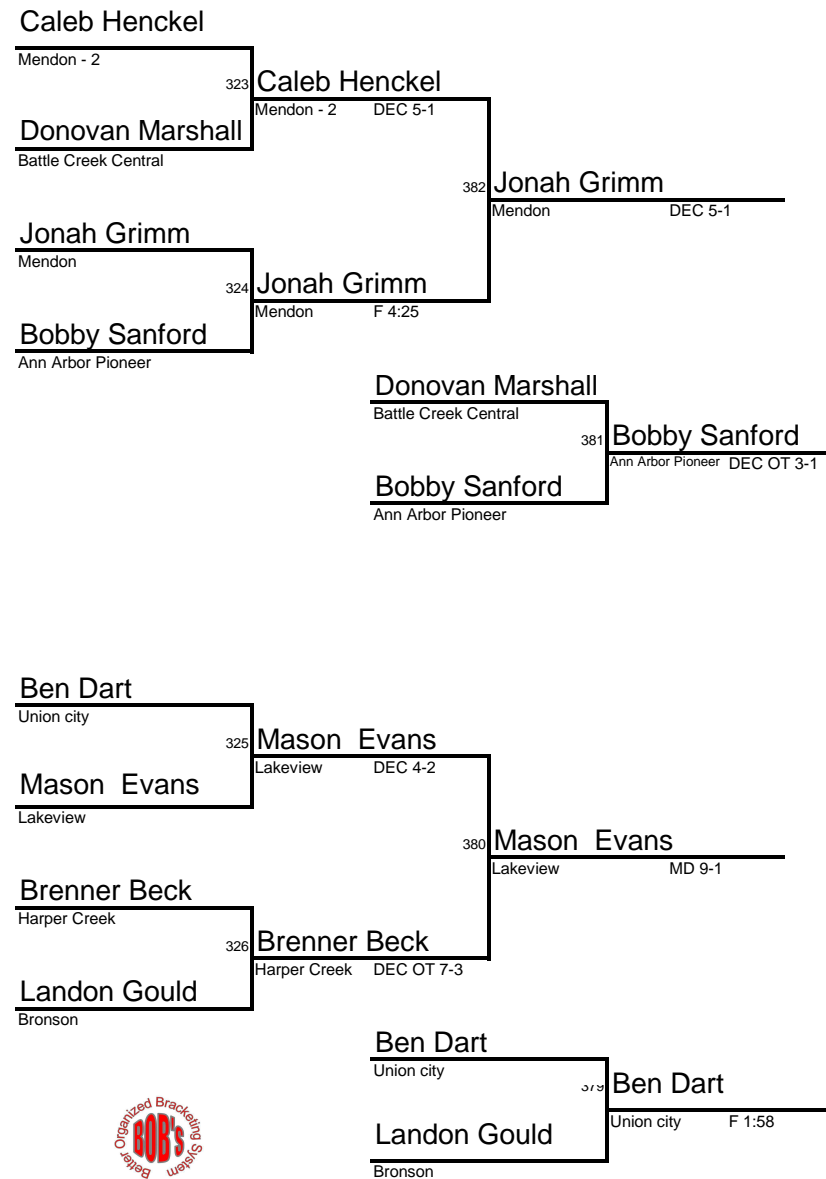 Caleb Henckel
Mendon - 2
323 Caleb Henckel
Mendon - 2 DEC 5-1
Donovan Marshall
Battle Creek Central
382 Jonah Grimm
Mendon DEC 5-1
Jonah Grimm
Mendon
324 Jonah Grimm
Mendon F 4:25
Bobby Sanford
Ann Arbor Pioneer
Donovan Marshall
Battle Creek Central
381 Bobby Sanford
Ann Arbor Pioneer DEC OT 3-1
Bobby Sanford
Ann Arbor Pioneer
Ben Dart
Union city
325 Mason  Evans
Lakeview DEC 4-2
Mason  Evans
Lakeview
380 Mason  Evans
Lakeview MD 9-1
Brenner Beck
Harper Creek
326 Brenner Beck
Harper Creek DEC OT 7-3
Landon Gould
Bronson
Ben Dart
Union city
379 Ben Dart
Union city F 1:58
Landon Gould
Bronson
Better Organized Bracketing System
BOB's